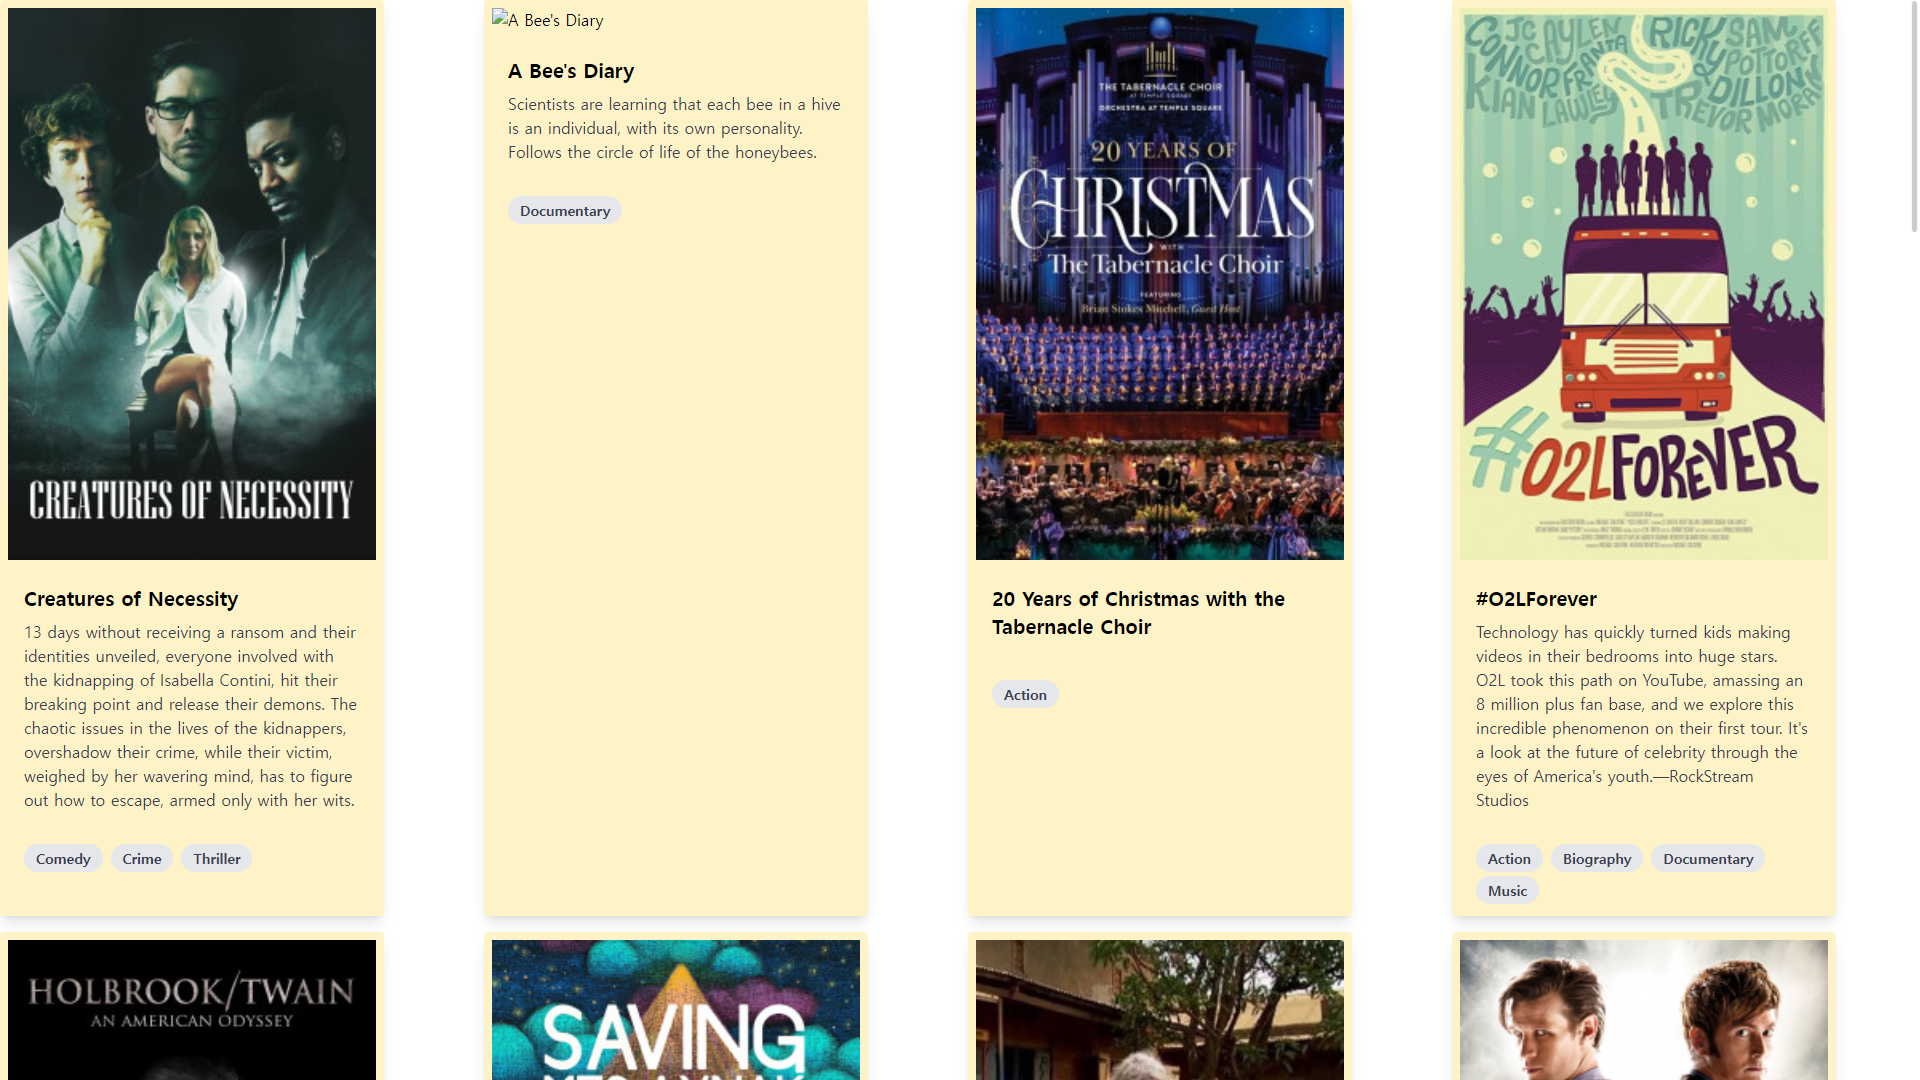 CREATURES OF NECESSITY
Creatures of Necessity
13 days without receiving a ransom and their
identities unveiled, everyone involved with
the kidnapping of Isabella Contini, hit their
breaking point and release their demons. The
chaotic issues in the lives of the kidnappers,
overshadow their crime, while their victim,
weighed by her wavering mind, has to figure
out how to escape, armed only with her wits.
Comedy Crime Thriller
A Bee's Diary
A Bee's Diary
Scientists are learning that each bee in a hive
is an individual, with its own personality.
Follows the circle of life of the honeybees.
Documentary
THE TABERNACLE CHOIR
AT TEMPLE SQUARE
ORCHESTRA AT TEMPLE SQUARE
20 YEARS OF
CHRISTMAS
WITH
The Tabernacle Choir
FEATURING
Brian Stokes Mitchell, Guest Host
20 Years of Christmas with the
Tabernacle Choir
Action
JC CAYLEN
CONNOR FRANTA
KIAN LAWLEY
RICKY DILLON
SAM POTTORFF
TREVOR MORAN
#O2LFOREVER
#O2LForever
Technology has quickly turned kids making
videos in their bedrooms into huge stars.
O2L took this path on YouTube, amassing an
8 million plus fan base, and we explore this
incredible phenomenon on their first tour. It's
a look at the future of celebrity through the
eyes of America's youth.—RockStream
Studios
Action Biography Documentary
Music
HOLBROOK/TWAIN
AN AMERICAN ODYSSEY
SAVING
MES AYNAK